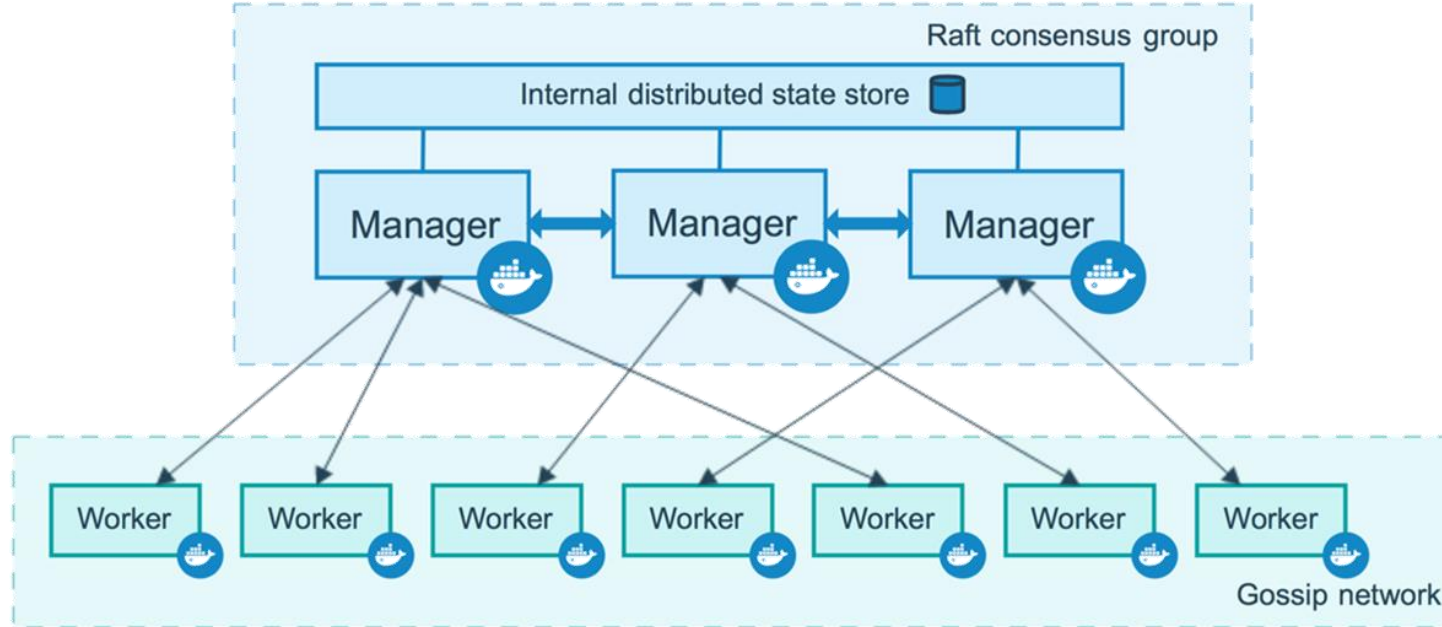 Raft consensus group
Internal distributed state store
Manager
Manager
Manager
Worker
Worker
Worker
Worker
Worker
Worker
Worker
Gossip network